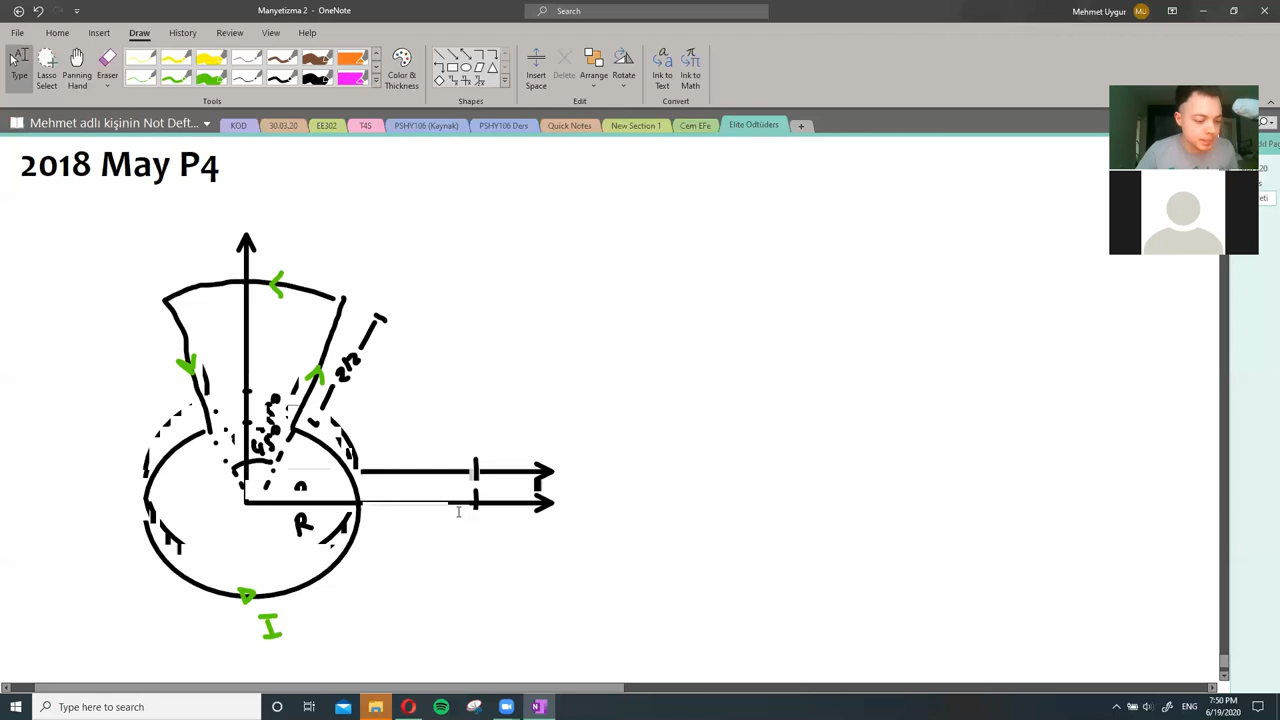 Manyetizma 2 - OneNote
Search
Mehmet Uygur
MU
File Home Insert Draw History Review View Help
Type
Lasso Select
Panning Hand
Eraser
Color & Thickness
Insert Space
Delete
Arrange
Rotate
Ink to Text
Ink to Math
Tools
Shapes
Edit
Convert
Mehmet adlı kişinin Not Deft...
KOD
30.03.20
EE302
T4S
PSHY106 (Kaynak)
PSHY106 Ders
Quick Notes
New Section 1
Cem EFe
Elite Odtüders
2018 May P4
R
I
Type here to search
7:50 PM
6/19/2020